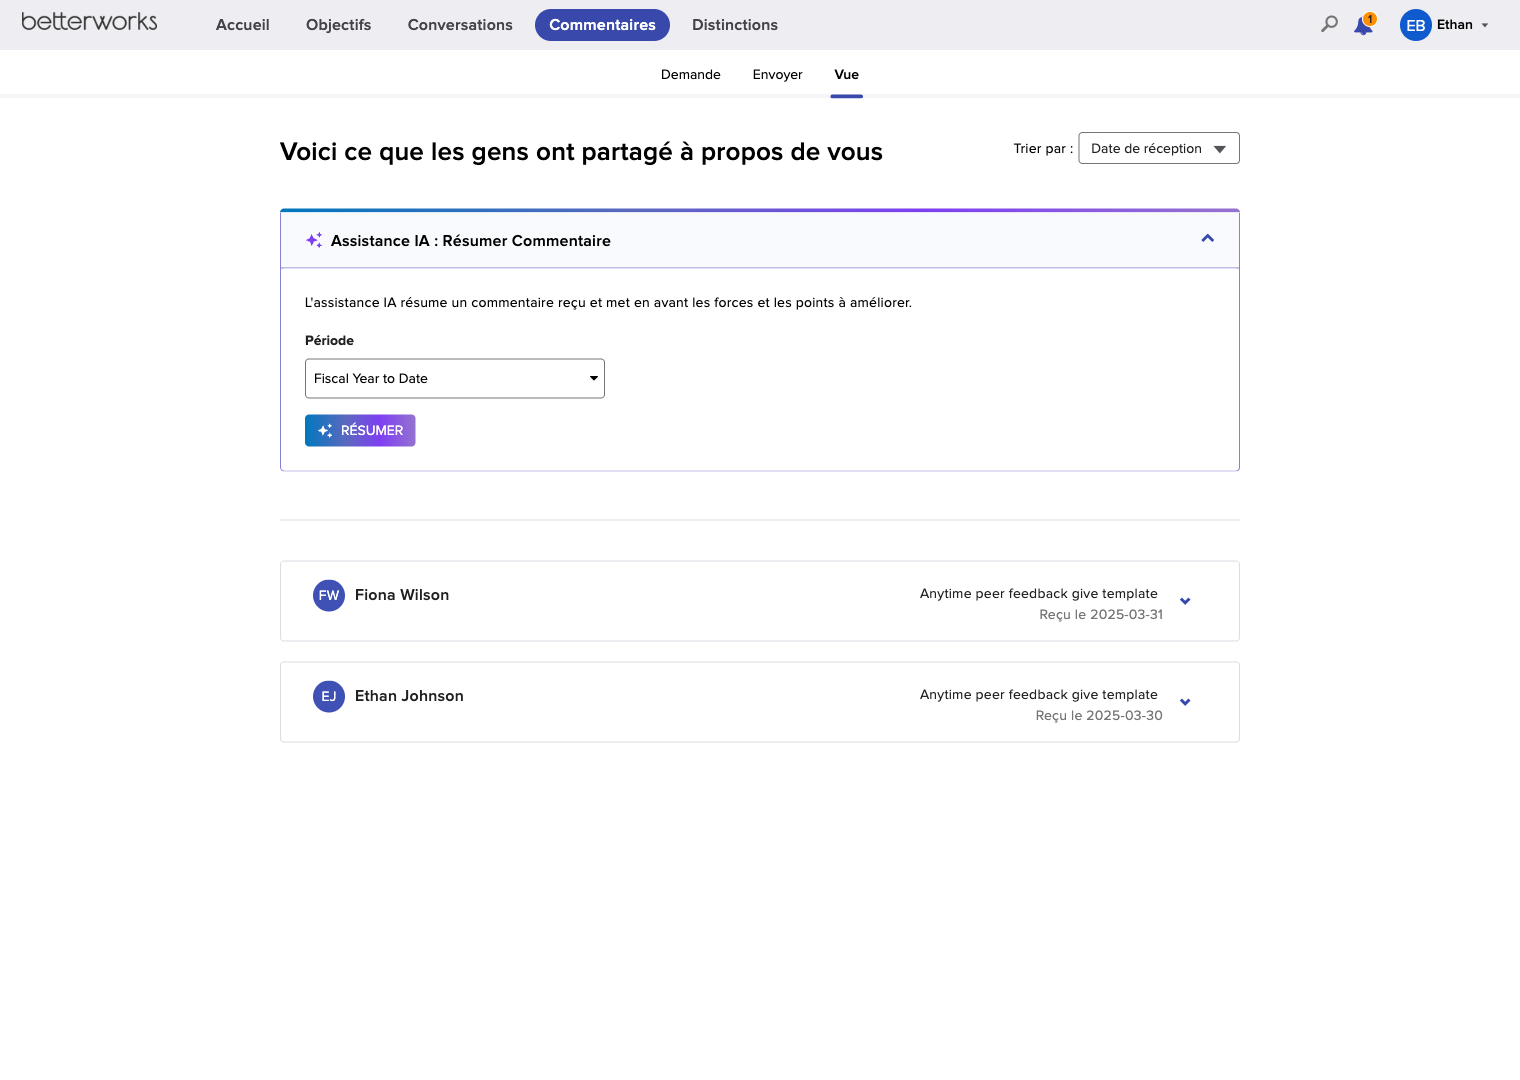 betterworks
Accueil
Objectifs
Conversations
Commentaires
Distinctions
1
EB
Ethan
Demande
Envoyer
Vue
Voici ce que les gens ont partagé à propos de vous
Trier par :
Date de réception
Assistance IA : Résumer Commentaire
L'assistance IA résume un commentaire reçu et met en avant les forces et les points à améliorer.
Période
Fiscal Year to Date
RÉSUMER
FW
Fiona Wilson
Anytime peer feedback give template
Reçu le 2025-03-31
EJ
Ethan Johnson
Anytime peer feedback give template
Reçu le 2025-03-30